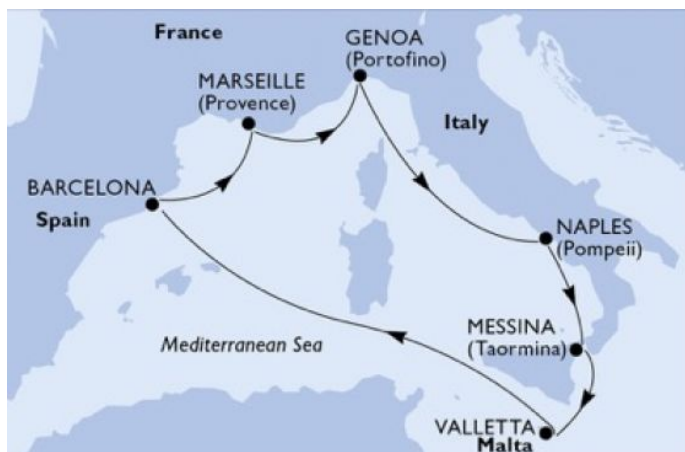 France
GENOA
(Portofino)
MARSEILLE
(Provence)
Italy
BARCELONA
Spain
NAPLES
(Pompeii)
MESSINA
(Taormina)
Mediterranean Sea
VALLETTA
Malta